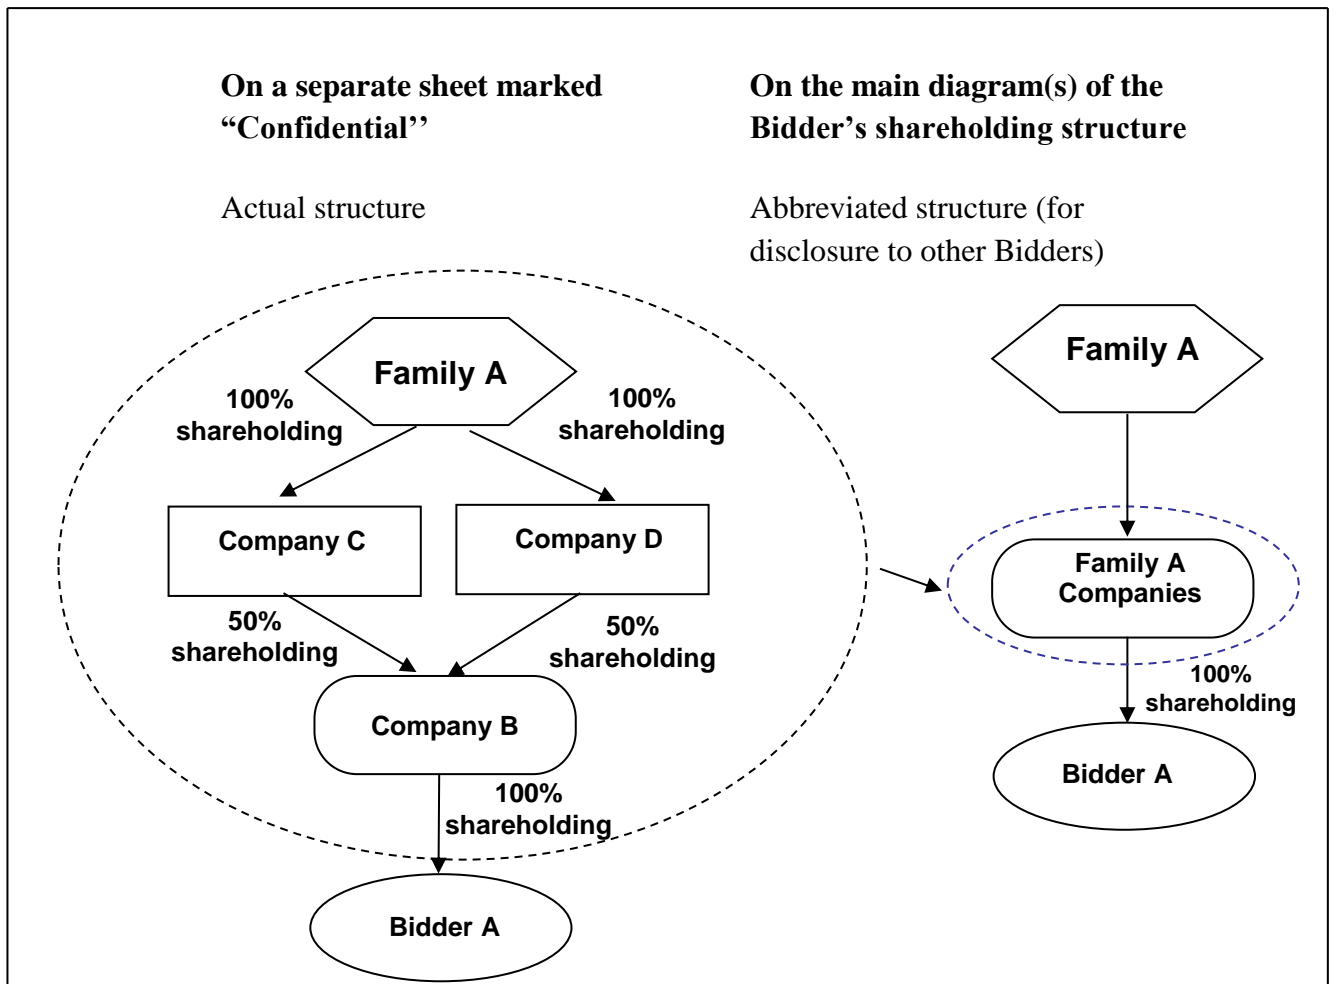 On a separate sheet marked
“Confidential’’
Actual structure
Family A
100%
shareholding
100%
shareholding
Company C
Company D
50%
shareholding
50%
shareholding
Company B
100%
shareholding
Bidder A
On the main diagram(s) of the
Bidder’s shareholding structure
Abbreviated structure (for
disclosure to other Bidders)
Family A
Family A
Companies
100%
shareholding
Bidder A